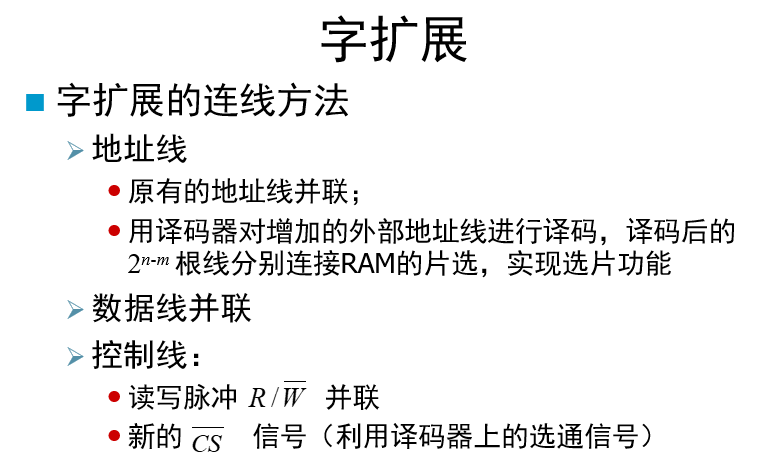 字扩展
字扩展的连线方法
地址线
原有的地址线并联；
用译码器对增加的外部地址线进行译码，译码后的
2ⁿ⁻ᵐ 根线分别连接RAM的片选，实现选片功能
数据线并联
控制线：
读写脉冲 R / W̅ 并联
新的 C̅S̅ 信号（利用译码器上的选通信号）